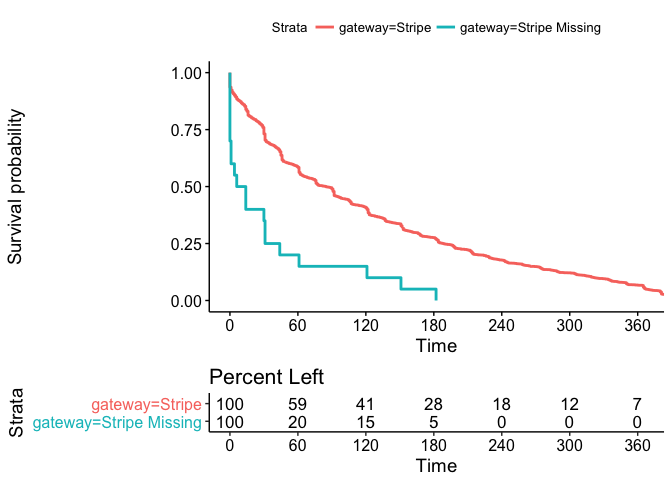 Strata gateway=Stripe gateway=Stripe Missing
Survival probability
1.00
0.75
0.50
0.25
0.00
0 60 120 180 240 300 360
Time
Percent Left
Strata
gateway=Stripe 100 59 41 28 18 12 7
gateway=Stripe Missing 100 20 15 5 0 0 0
0 60 120 180 240 300 360
Time